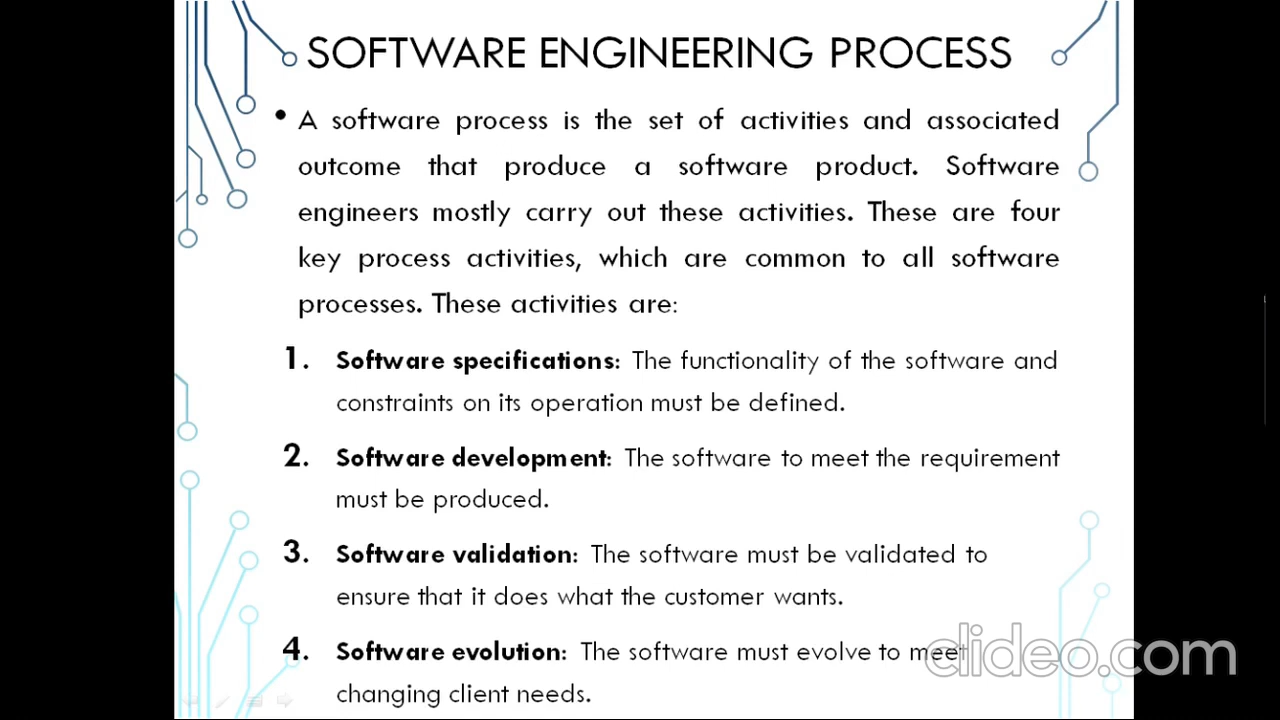 SOFTWARE ENGINEERING PROCESS
• A software process is the set of activities and associated
outcome that produce a software product. Software
engineers mostly carry out these activities. These are four
key process activities, which are common to all software
processes. These activities are:
1. Software specifications: The functionality of the software and
constraints on its operation must be defined.
2. Software development: The software to meet the requirement
must be produced.
3. Software validation: The software must be validated to
ensure that it does what the customer wants.
4. Software evolution: The software must evolve to meet
changing client needs.
clideo.com